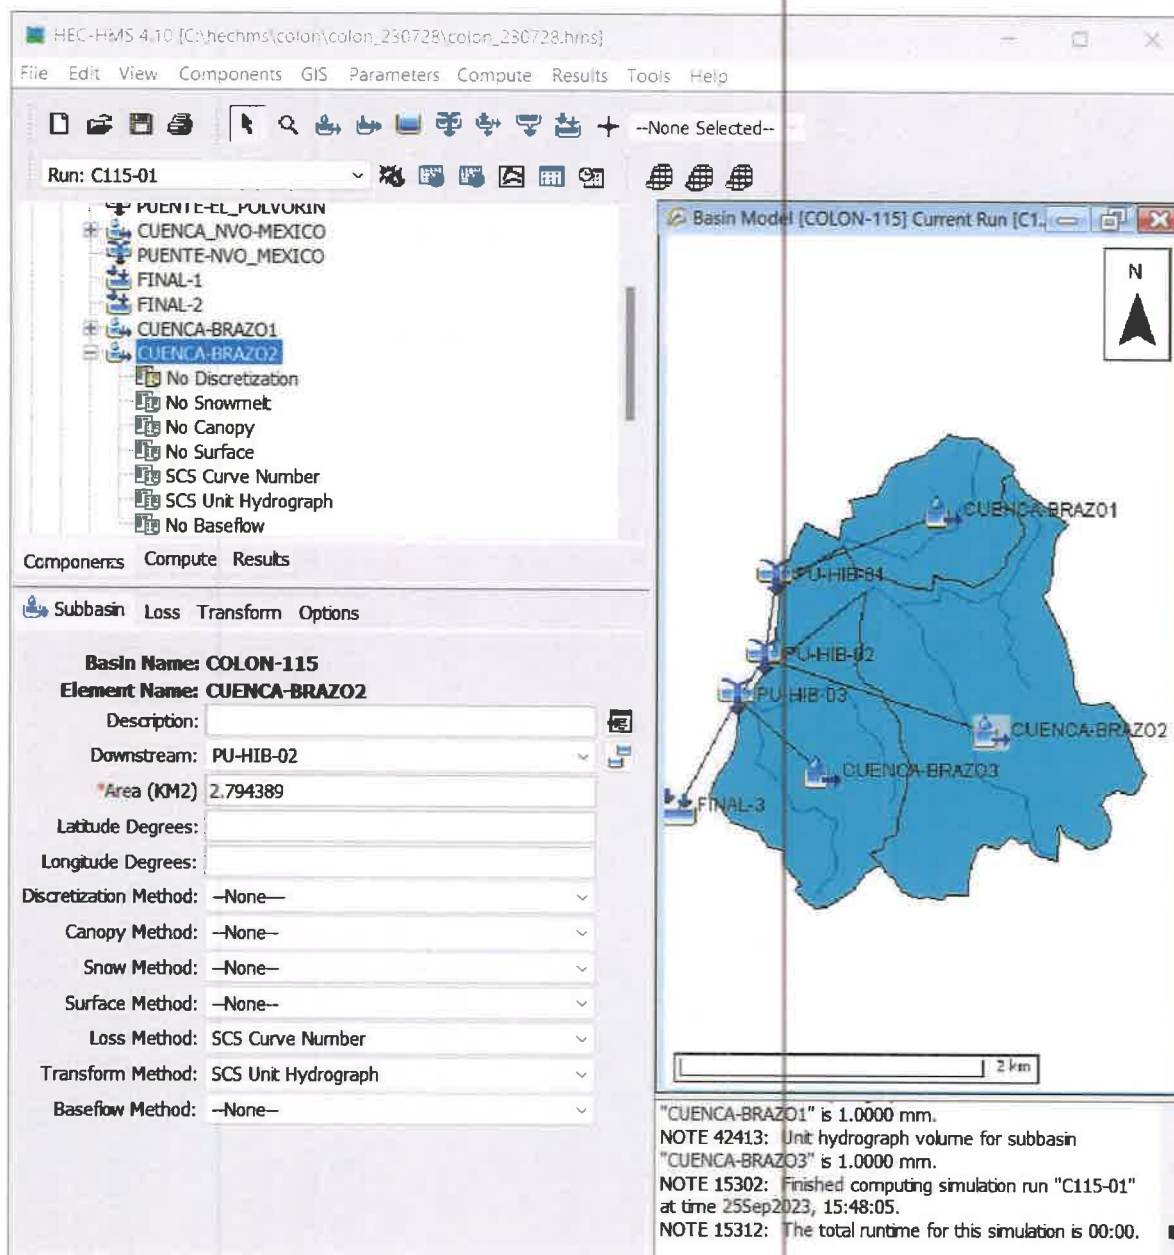 HEC-HMS 4.10 [C:\hechms\colon\colon_230728\colon_230728.hms]
File Edit View Components GIS Parameters Compute Results Tools Help
--None Selected--
Run: C115-01
PUENTE-EL_POLVORIN
CUENCA_NVO-MEXICO
PUENTE-NVO_MEXICO
FINAL-1
FINAL-2
CUENCA-BRAZO1
CUENCA-BRAZO2
No Discretization
No Snowmelt
No Canopy
No Surface
SCS Curve Number
SCS Unit Hydrograph
No Baseflow
Components Compute Results
Subbasin Loss Transform Options
Basin Name: COLON-115
Element Name: CUENCA-BRAZO2
Description:
Downstream: PU-HIB-02
*Area (KM2) 2.794389
Latitude Degrees:
Longitude Degrees:
Discretization Method: --None--
Canopy Method: --None--
Snow Method: --None--
Surface Method: --None--
Loss Method: SCS Curve Number
Transform Method: SCS Unit Hydrograph
Baseflow Method: --None--
Basin Model [COLON-115] Current Run [C1..
N
CUENCA-BRAZO1
PU-HIB-04
PU-HIB-02
PU-HIB-03
CUENCA-BRAZO2
CUENCA-BRAZO3
FINAL-3
2 km
"CUENCA-BRAZO1" is 1.0000 mm.
NOTE 42413: Unit hydrograph volume for subbasin
"CUENCA-BRAZO3" is 1.0000 mm.
NOTE 15302: Finished computing simulation run "C115-01"
at time 25Sep2023, 15:48:05.
NOTE 15312: The total runtime for this simulation is 00:00.